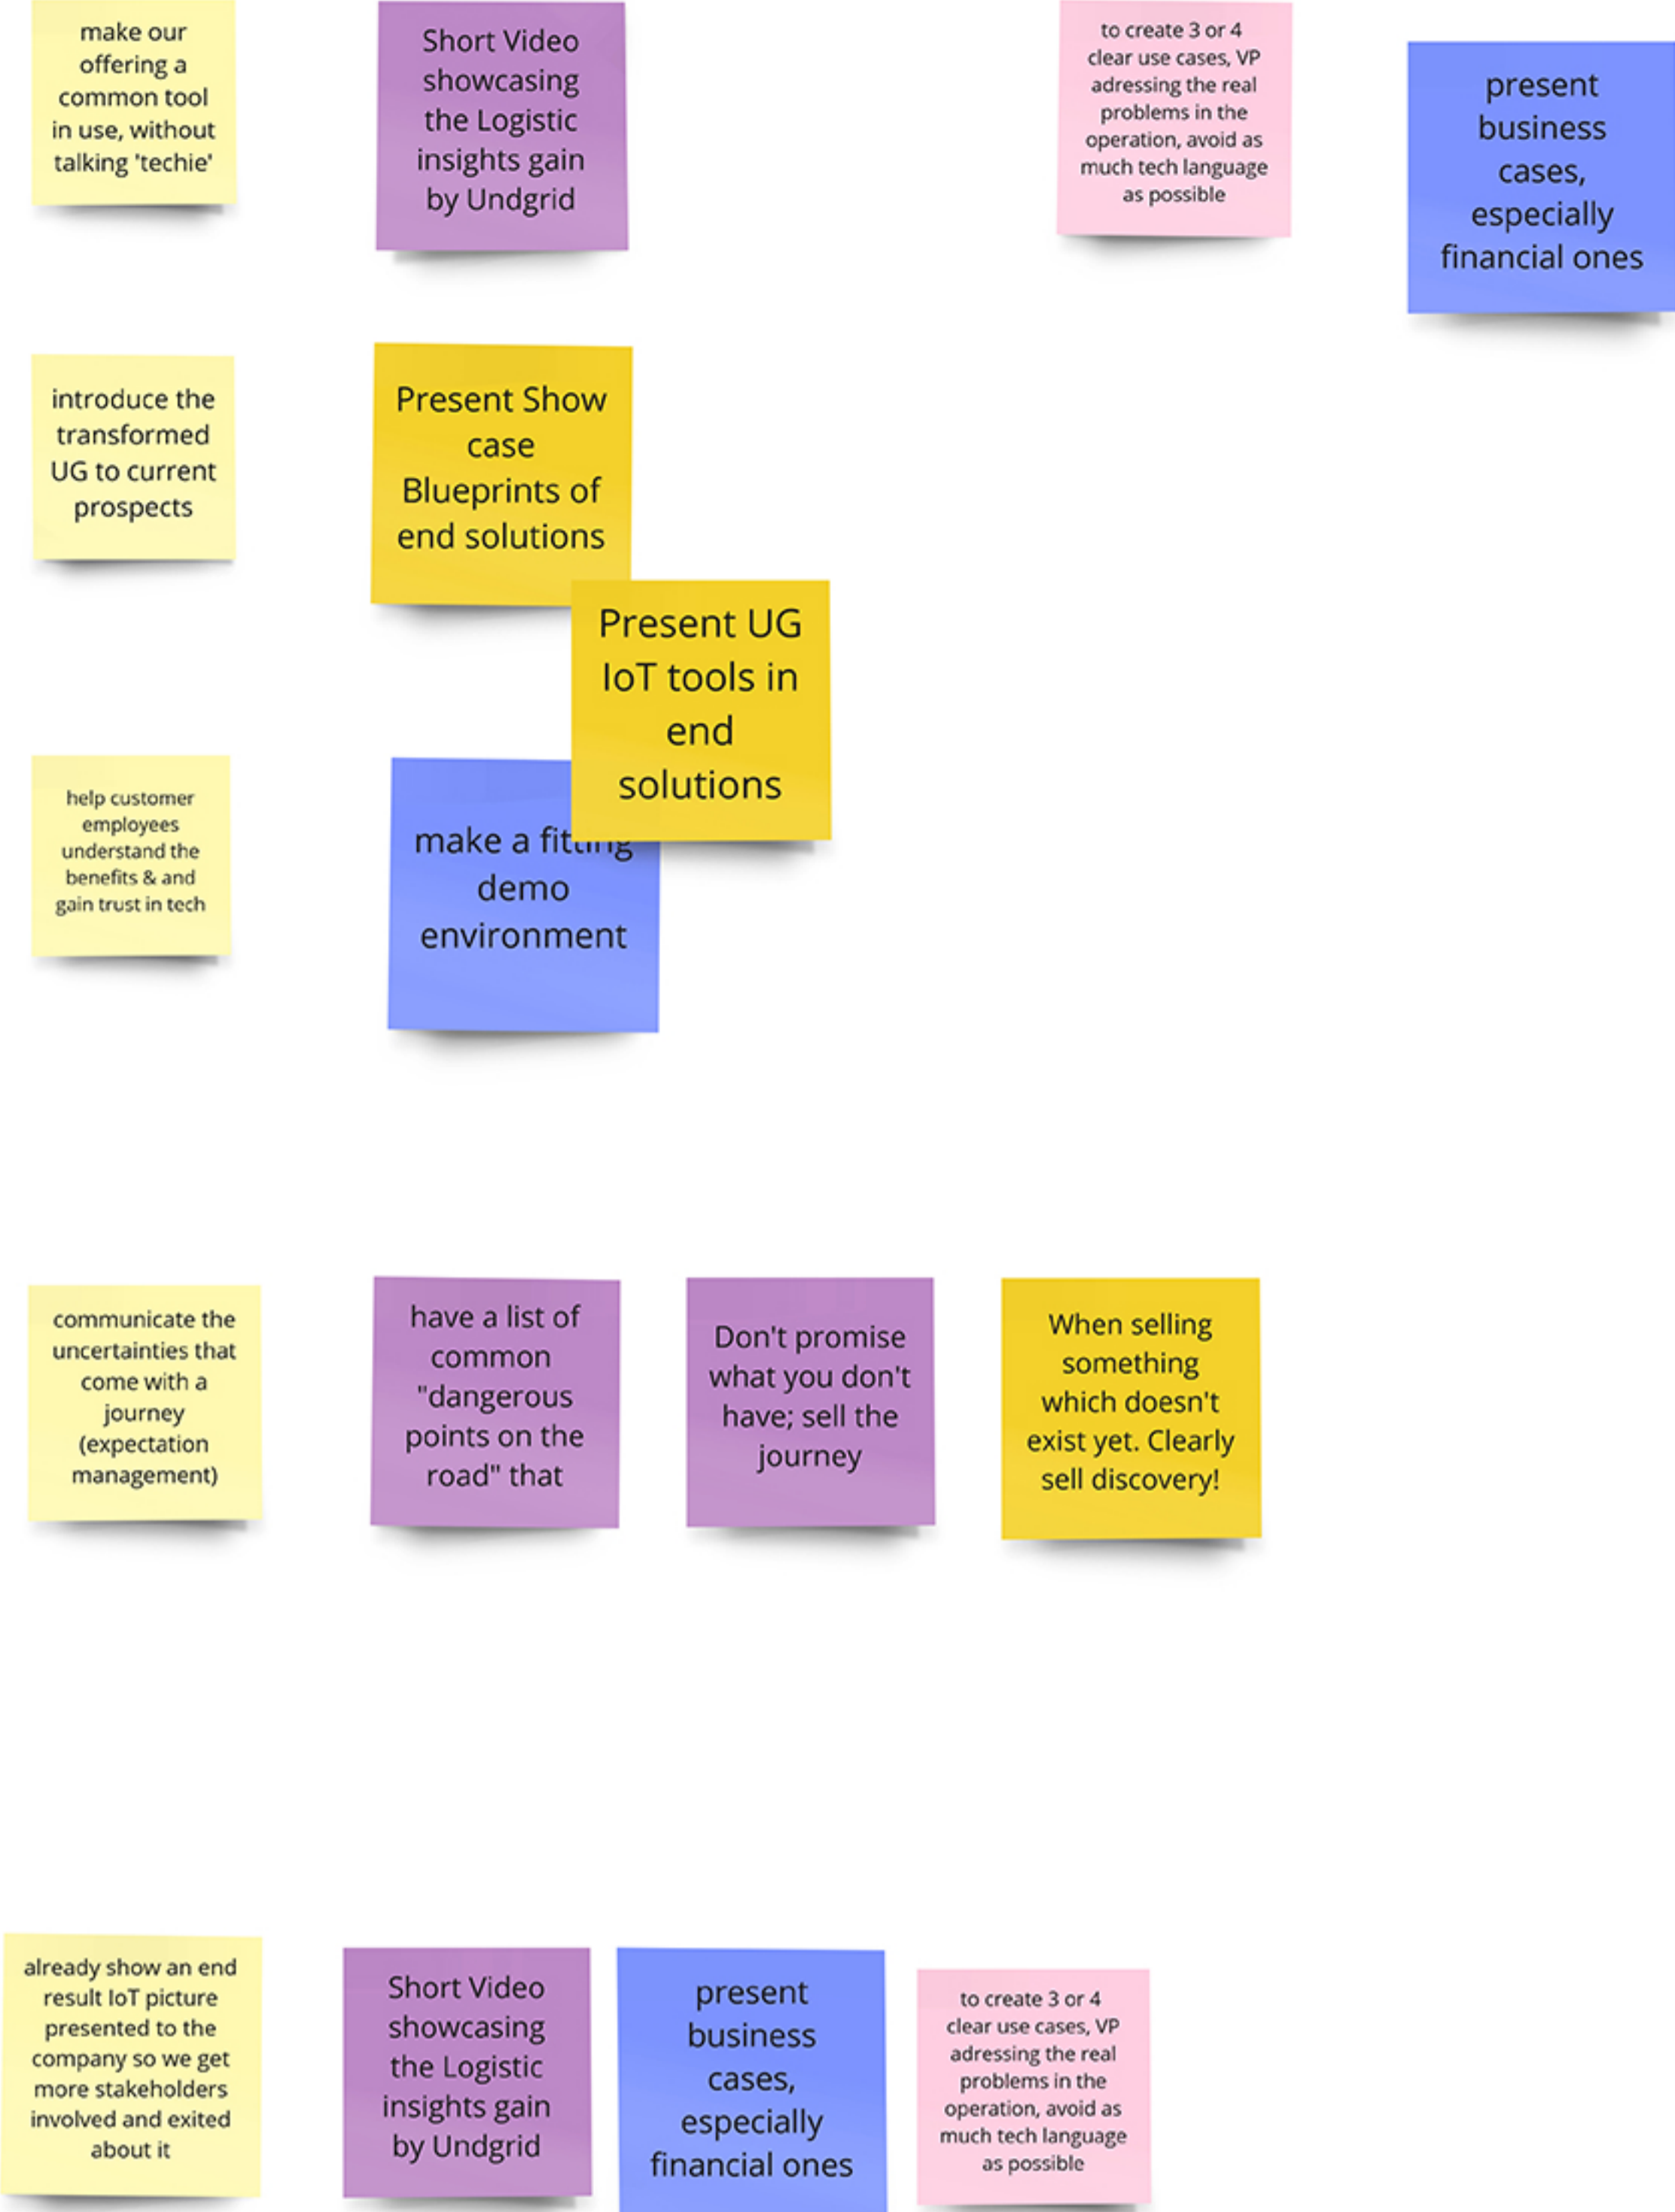 make our
offering a
common tool
in use, without
talking 'techie'
Short Video
showcasing
the Logistic
insights gain
by Undgrid
to create 3 or 4
clear use cases, VP
adressing the real
problems in the
operation, avoid as
much tech language
as possible
present
business
cases,
especially
financial ones
introduce the
transformed
UG to current
prospects
Present Show
case
Blueprints of
end solutions
Present UG
IoT tools in
end
solutions
help customer
employees
understand the
benefits & and
gain trust in tech
make a fitting
demo
environment
communicate the
uncertainties that
come with a
journey
(expectation
management)
have a list of
common
"dangerous
points on the
road" that
Don't promise
what you don't
have; sell the
journey
When selling
something
which doesn't
exist yet. Clearly
sell discovery!
already show an end
result IoT picture
presented to the
company so we get
more stakeholders
involved and exited
about it
Short Video
showcasing
the Logistic
insights gain
by Undgrid
present
business
cases,
especially
financial ones
to create 3 or 4
clear use cases, VP
adressing the real
problems in the
operation, avoid as
much tech language
as possible